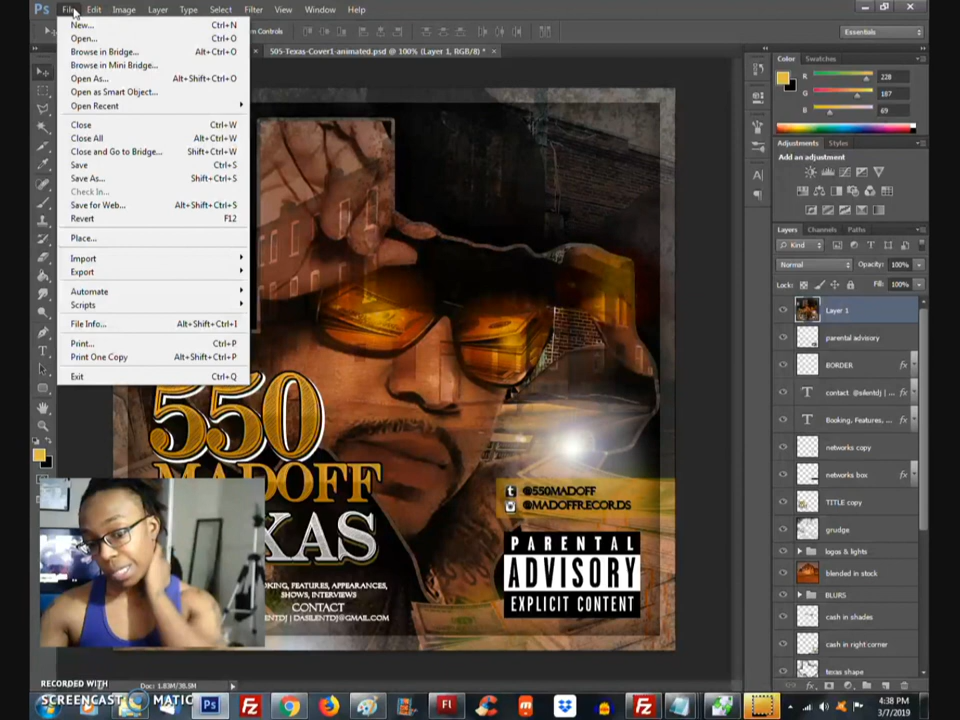 Ps File Edit Image Layer Type Select Filter View Window Help
Controls
Essentials
505-Texas-Cover1-animated.psd @ 100% (Layer 1, RGB/8) * ×
New... Ctrl+N
Open... Ctrl+O
Browse in Bridge... Alt+Ctrl+O
Browse in Mini Bridge...
Open As... Alt+Shift+Ctrl+O
Open as Smart Object...
Open Recent
Close Ctrl+W
Close All Alt+Ctrl+W
Close and Go to Bridge... Shift+Ctrl+W
Save Ctrl+S
Save As... Shift+Ctrl+S
Check In...
Save for Web... Alt+Shift+Ctrl+S
Revert F12
Place...
Import
Export
Automate
Scripts
File Info... Alt+Shift+Ctrl+I
Print... Ctrl+P
Print One Copy Alt+Shift+Ctrl+P
Exit Ctrl+Q
Color Swatches
R 228
G 187
B 69
Adjustments Styles
Add an adjustment
Layers Channels Paths
Kind
Normal Opacity: 100%
Lock: Fill: 100%
Layer 1
parental advisory
BORDER fx
T contact @silentdj | ... fx
T Booking, Features, ... fx
networks copy
networks box fx
TITLE copy
grudge
logos & lights
blended in stock
BLURS
cash in shades
cash in right corner
texas shape
550
MADOFF
XAS
@550MADOFF
@MADOFFRECORDS
PARENTAL
ADVISORY
EXPLICIT CONTENT
KING, FEATURES, APPEARANCES,
SHOWS, INTERVIEWS
CONTACT
NTDJ | DASILENTDJ@GMAIL.COM
RECORDED WITH
SCREENCAST MATIC
Doc: 1.83M/38.9M
4:38 PM
3/7/2019